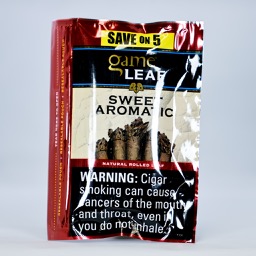 SAVE ON 5
game
LEAF
SWEET
AROMATIC
NATURAL ROLLED LEAF
WARNING: Cigar
smoking can cause
cancers of the mouth
and throat, even if
you do not inhale.